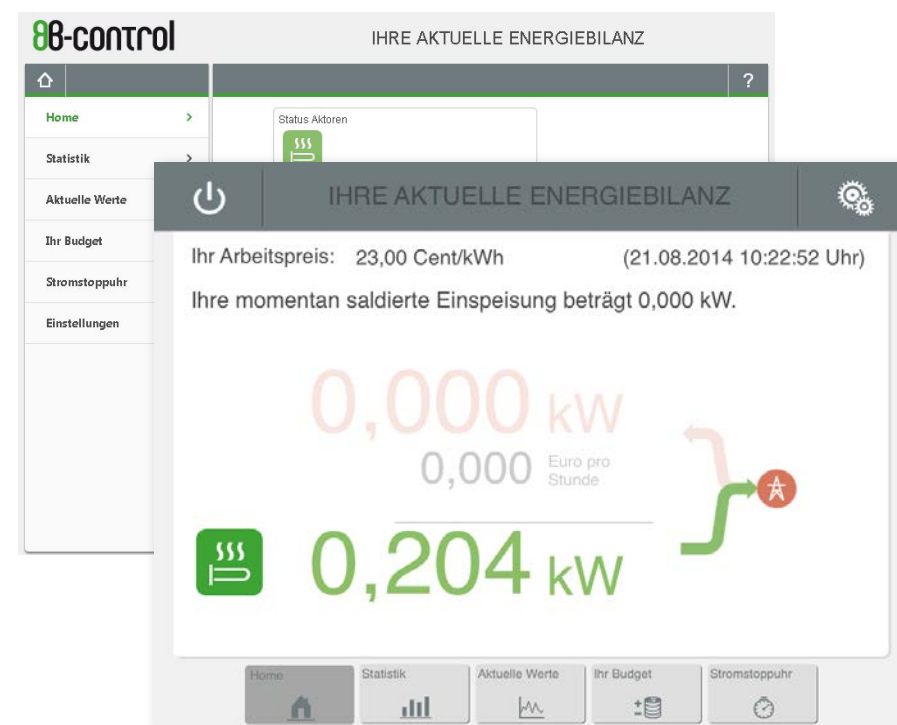 88-control
IHRE AKTUELLE ENERGIEBILANZ
?
Home >
Status Aktoren
Statistik >
Aktuelle Werte
Ihr Budget
Stromstoppuhr
Einstellungen
IHRE AKTUELLE ENERGIEBILANZ
Ihr Arbeitspreis: 23,00 Cent/kWh (21.08.2014 10:22:52 Uhr)
Ihre momentan saldierte Einspeisung beträgt 0,000 kW.
0,000 kW
0,000 Euro pro
Stunde
0,204 kW
Home Statistik Aktuelle Werte Ihr Budget Stromstoppuhr